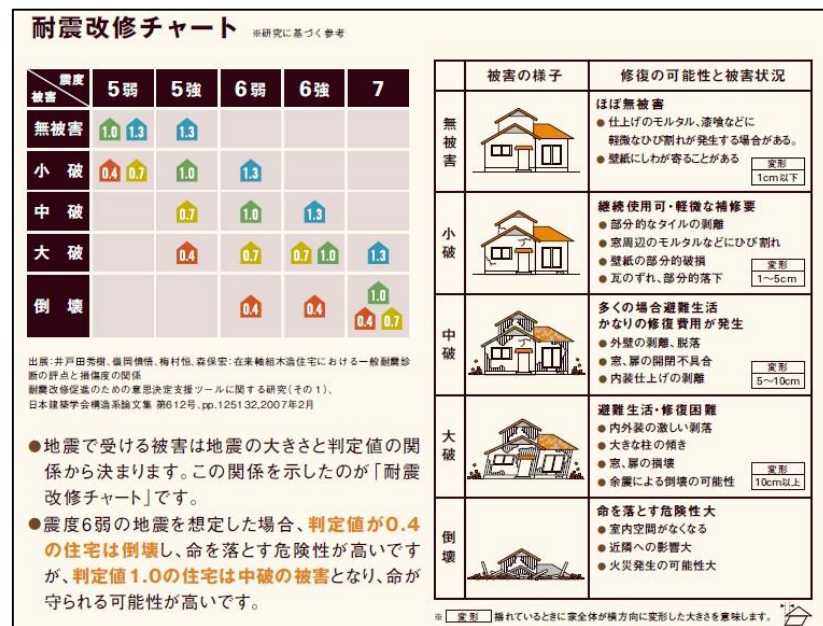 耐震改修チャート ※研究に基づく参考
震度
被害
5弱 5強 6弱 6強 7
無被害 1.0 1.3 1.3
小破 0.4 0.7 1.0 1.3
中破 0.7 1.0 1.3
大破 0.4 0.7 0.7 1.0 1.3
倒壊 0.4 0.4 1.0 0.4 0.7
出展:井戸田秀樹、嶺岡慎悟、梅村恒、森保宏:在来軸組木造住宅における一般耐震診
断の評点と損傷度の関係
耐震改修促進のための意思決定支援ツールに関する研究(その1)、
日本建築学会構造系論文集 第612号、pp.125132,2007年2月
●地震で受ける被害は地震の大きさと判定値の関
係から決まります。この関係を示したのが「耐震
改修チャート」です。
●震度6弱の地震を想定した場合、判定値が0.4
の住宅は倒壊し、命を落とす危険性が高いです
が、判定値1.0の住宅は中破の被害となり、命が
守られる可能性が高いです。
被害の様子 修復の可能性と被害状況
無被害
ほぼ無被害
●仕上げのモルタル、漆喰などに
軽微なひび割れが発生する場合がある。
●壁紙にしわが寄ることがある
変形
1cm以下
小破
継続使用可・軽微な補修要
●部分的なタイルの剥離
●窓周辺のモルタルなどにひび割れ
●壁紙の部分的破損
●瓦のずれ、部分的落下
変形
1～5cm
中破
多くの場合避難生活
かなりの修復費用が発生
●外壁の剥離、脱落
●窓、扉の開閉不具合
●内装仕上げの剥離
変形
5～10cm
大破
避難生活・修復困難
●内外装の激しい剥落
●大きな柱の傾き
●窓、扉の損壊
●余震による倒壊の可能性
変形
10cm以上
倒壊
命を落とす危険性大
●室内空間がなくなる
●近隣への影響大
●火災発生の可能性大
※ 変形 揺れているときに家全体が横方向に変形した大きさを意味します。